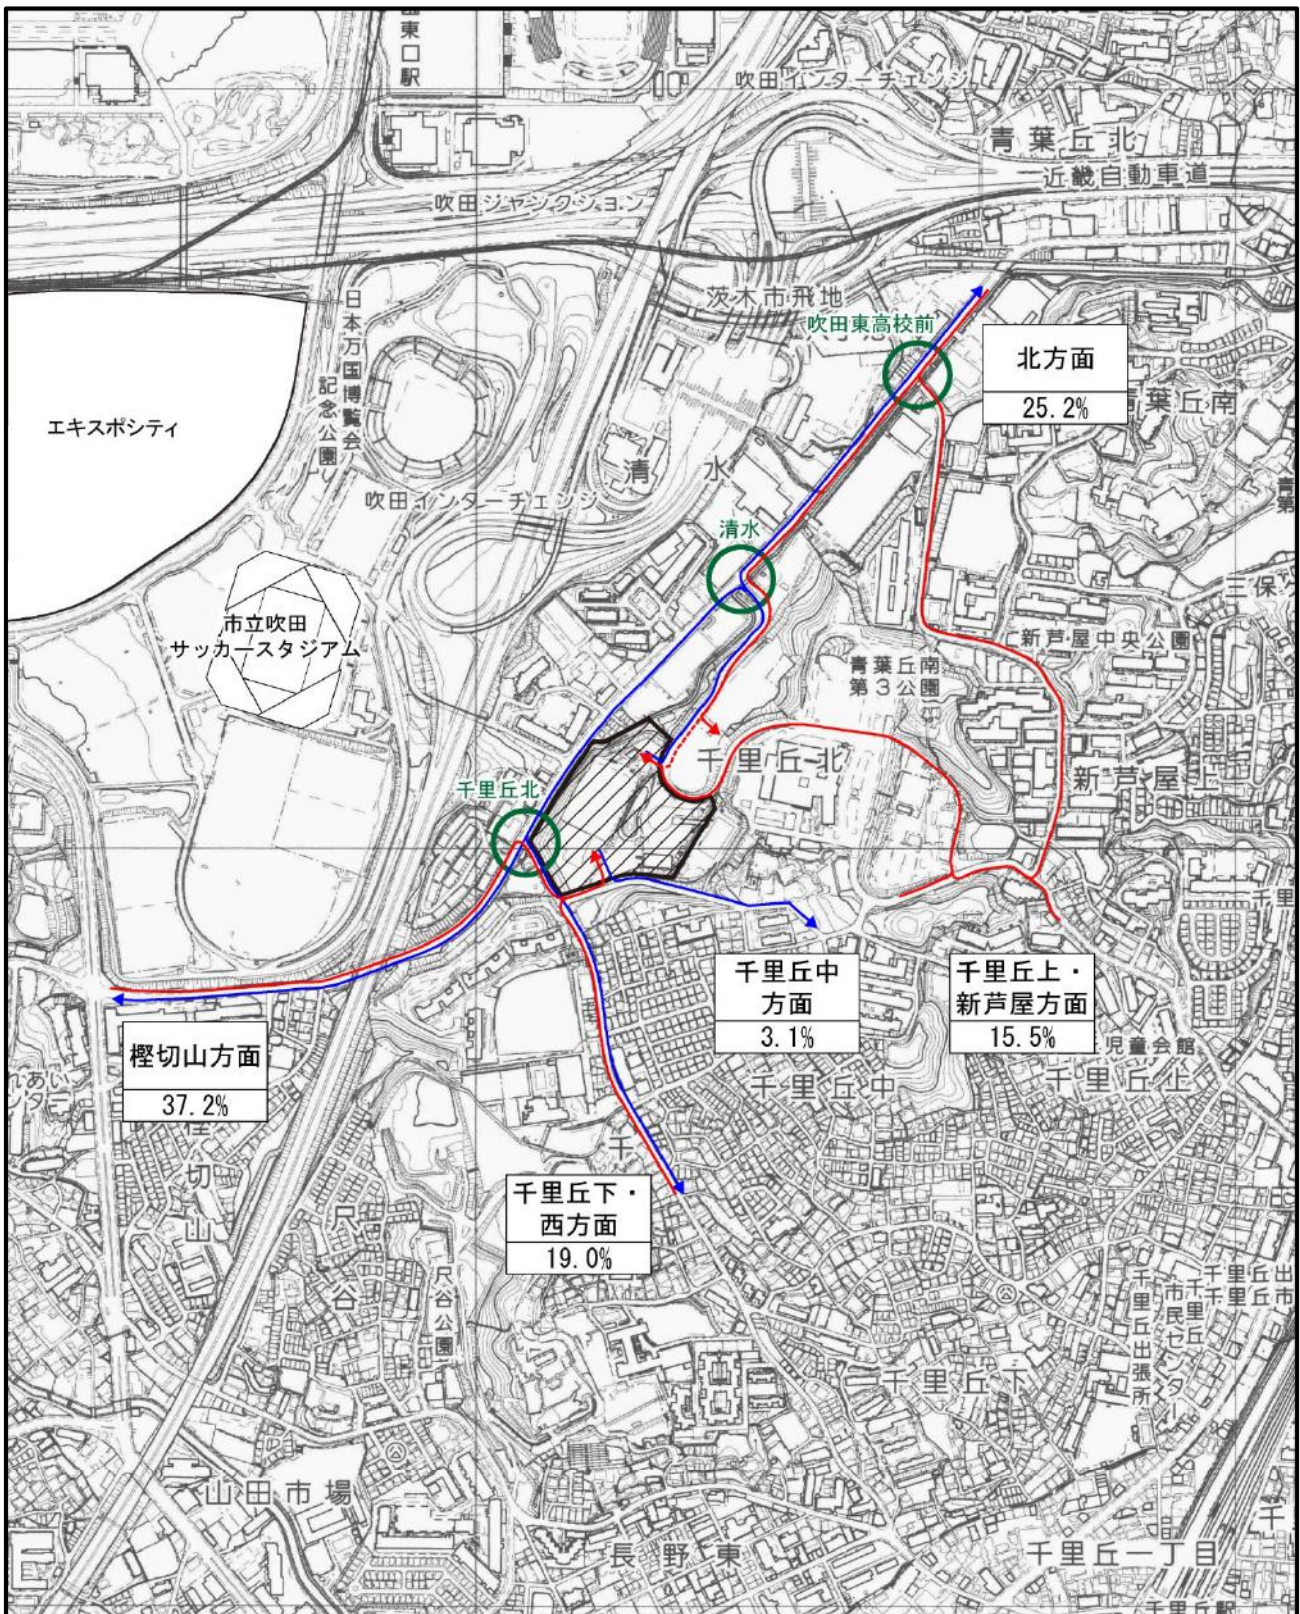 東口駅
吹田インターチェンジ
青葉丘北
近畿自動車道
吹田ジャンクション
茨木市飛地
吹田東高校前
日本万国博覧会
記念公園
北方面
25.2%
青葉丘南
エキスポシティ
清水
吹田インターチェンジ
清水
三保
市立吹田
サッカースタジアム
新芦屋中央公園
青葉丘南
第3公園
千里丘北
新芦屋上
千里丘北
千里
千里丘中
方面
3.1%
千里丘上・
新芦屋方面
15.5%
樫切山方面
37.2%
児童会館
千里丘中
千里丘上
切山
千
千里丘下・
西方面
19.0%
尺谷
尺谷公園
千里丘出張所
市民センター
千里丘
千里丘下
山田市場
長野東
千里丘一丁目
千
千里丘駅